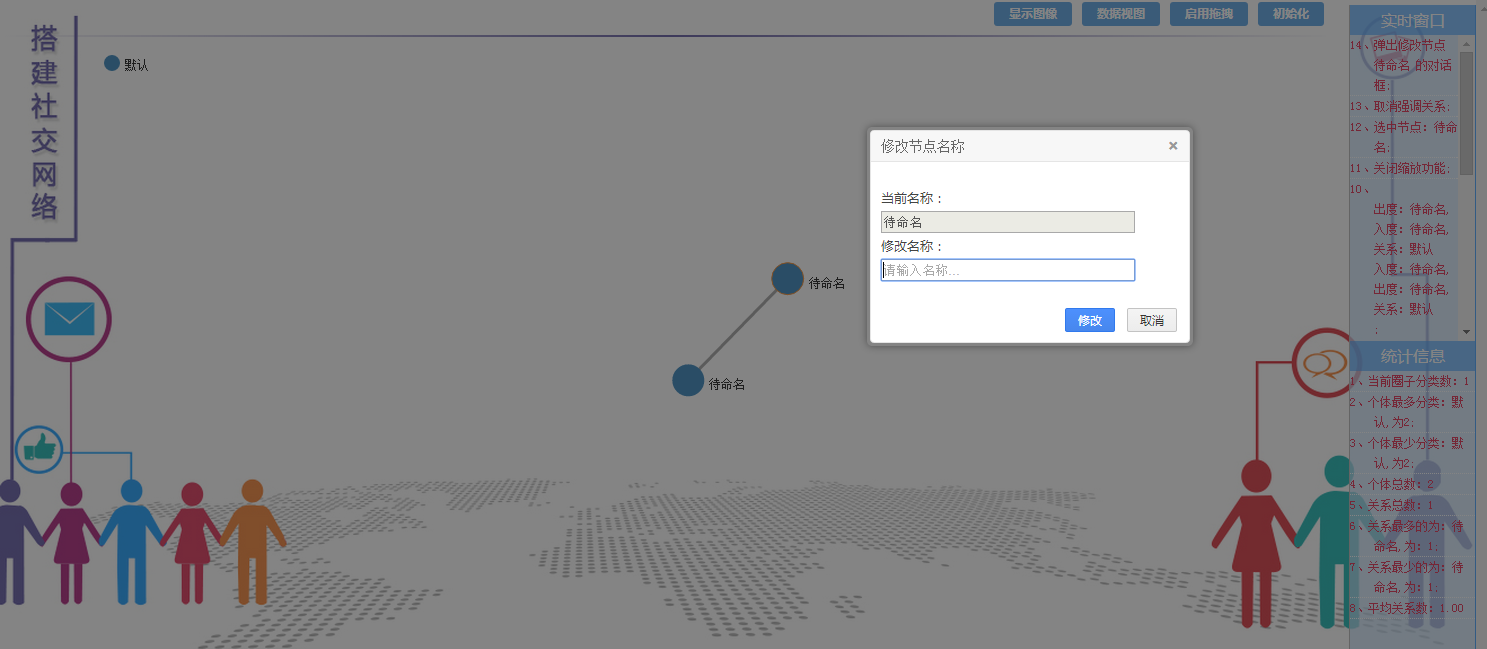 搭建社交网络
显示图像
数据视图
启用拖拽
初始化
默认
待命名
待命名
修改节点名称
×
当前名称：
待命名
修改名称：
请输入名称...
修改
取消
实时窗口
14、弹出修改节点
待命名 的对话
框;
13、取消强调关系;
12、选中节点：待命
名;
11、关闭缩放功能;
10、
出度：待命名,
入度：待命名,
关系：默认
入度：待命名,
出度：待命名,
关系：默认
;
统计信息
1、当前圈子分类数：1
2、个体最多分类：默
认,为2;
3、个体最少分类：默
认,为2;
4、个体总数：2
5、关系总数：1
6、关系最多的为：待
命名,为：1;
7、关系最少的为：待
命名,为：1;
8、平均关系数：1.00